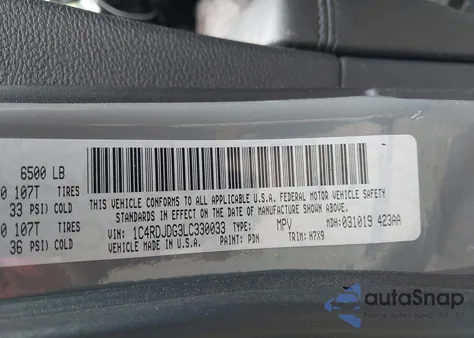 6500 LB
0 107T TIRES
33 PSI) COLD
0 107T TIRES
36 PSI) COLD
THIS VEHICLE CONFORMS TO ALL APPLICABLE U.S.A. FEDERAL MOTOR VEHICLE SAFETY
STANDARDS IN EFFECT ON THE DATE OF MANUFACTURE SHOWN ABOVE.
VIN: 1C4RDJDG3LC330033 TYPE: MPV MDH: 031019 423AA
VEHICLE MADE IN U.S.A. PAINT: PDN TRIM: H7X9
autoSnap